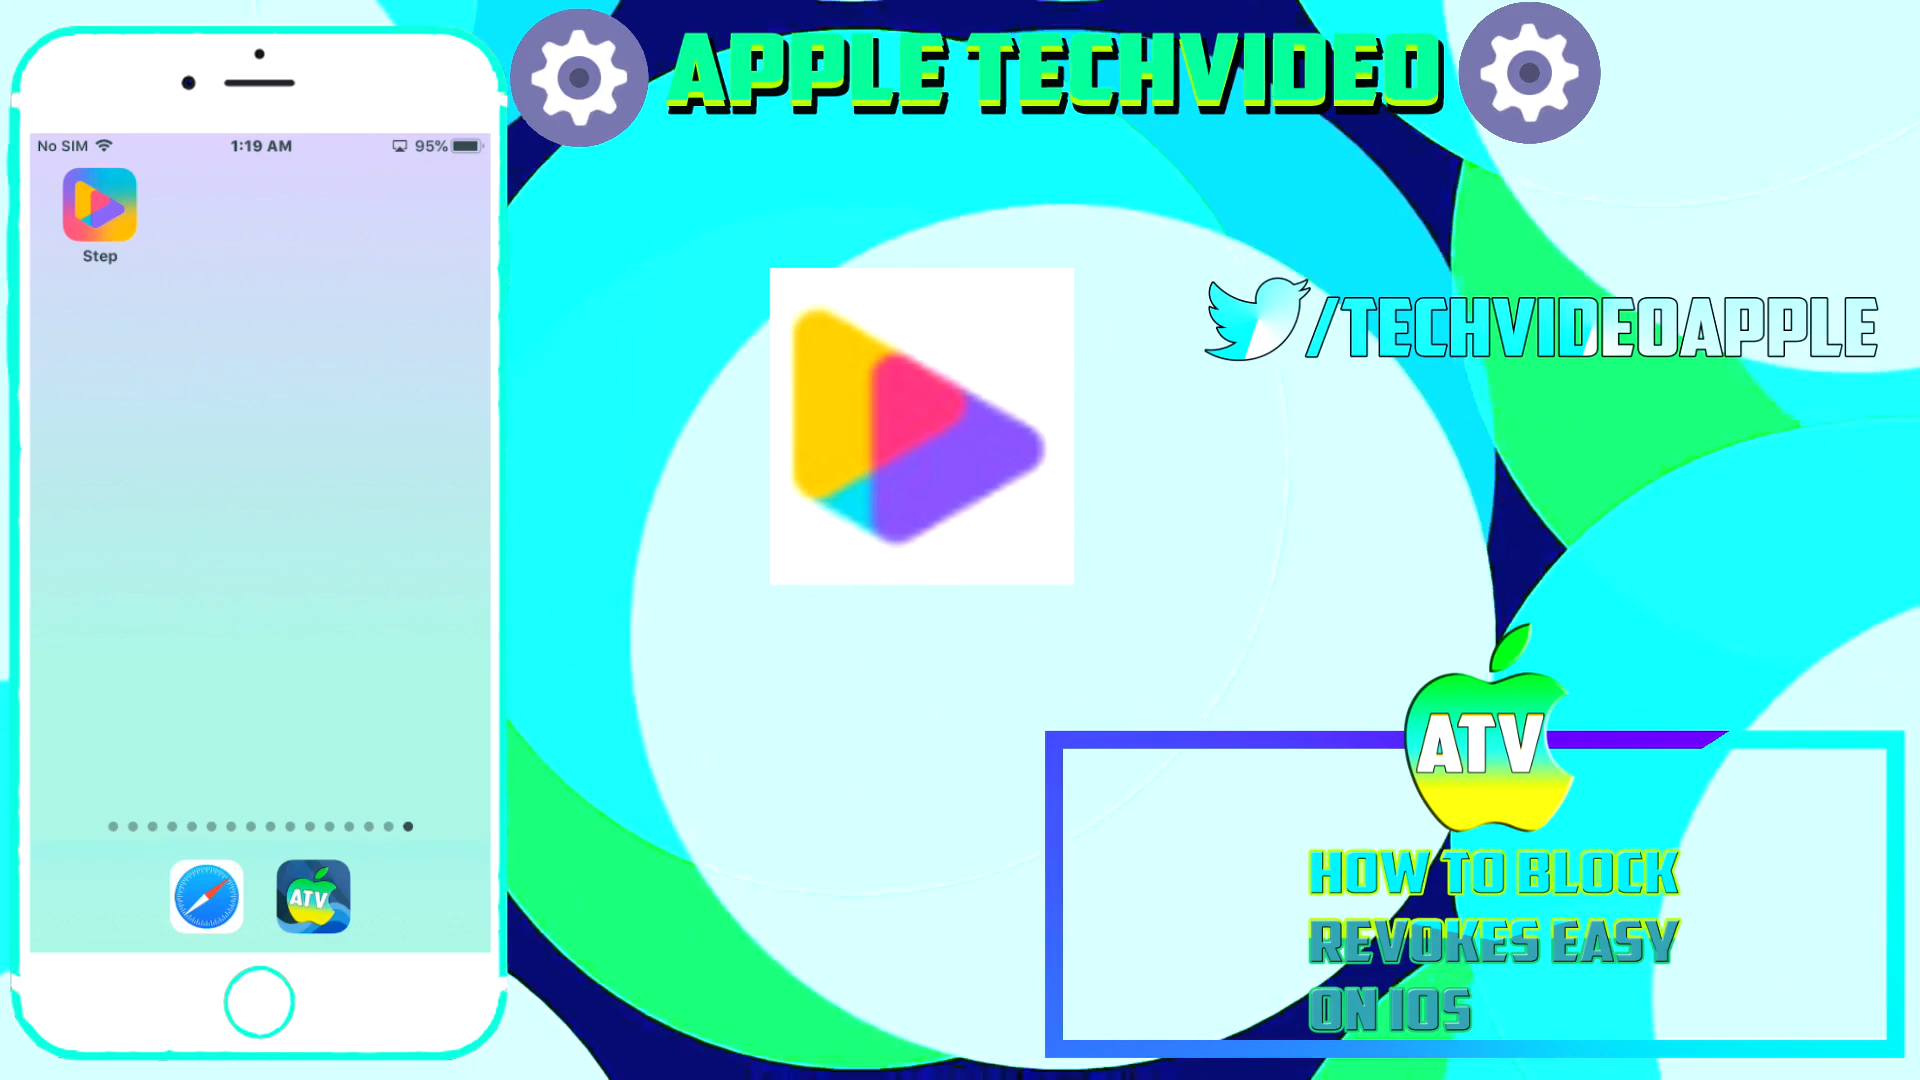 APPLE TECHVIDEO
No SIM 1:19 AM 95%
Step
/TECHVIDEOAPPLE
ATV
HOW TO BLOCK
REVOKES EASY
ON IOS
ATV